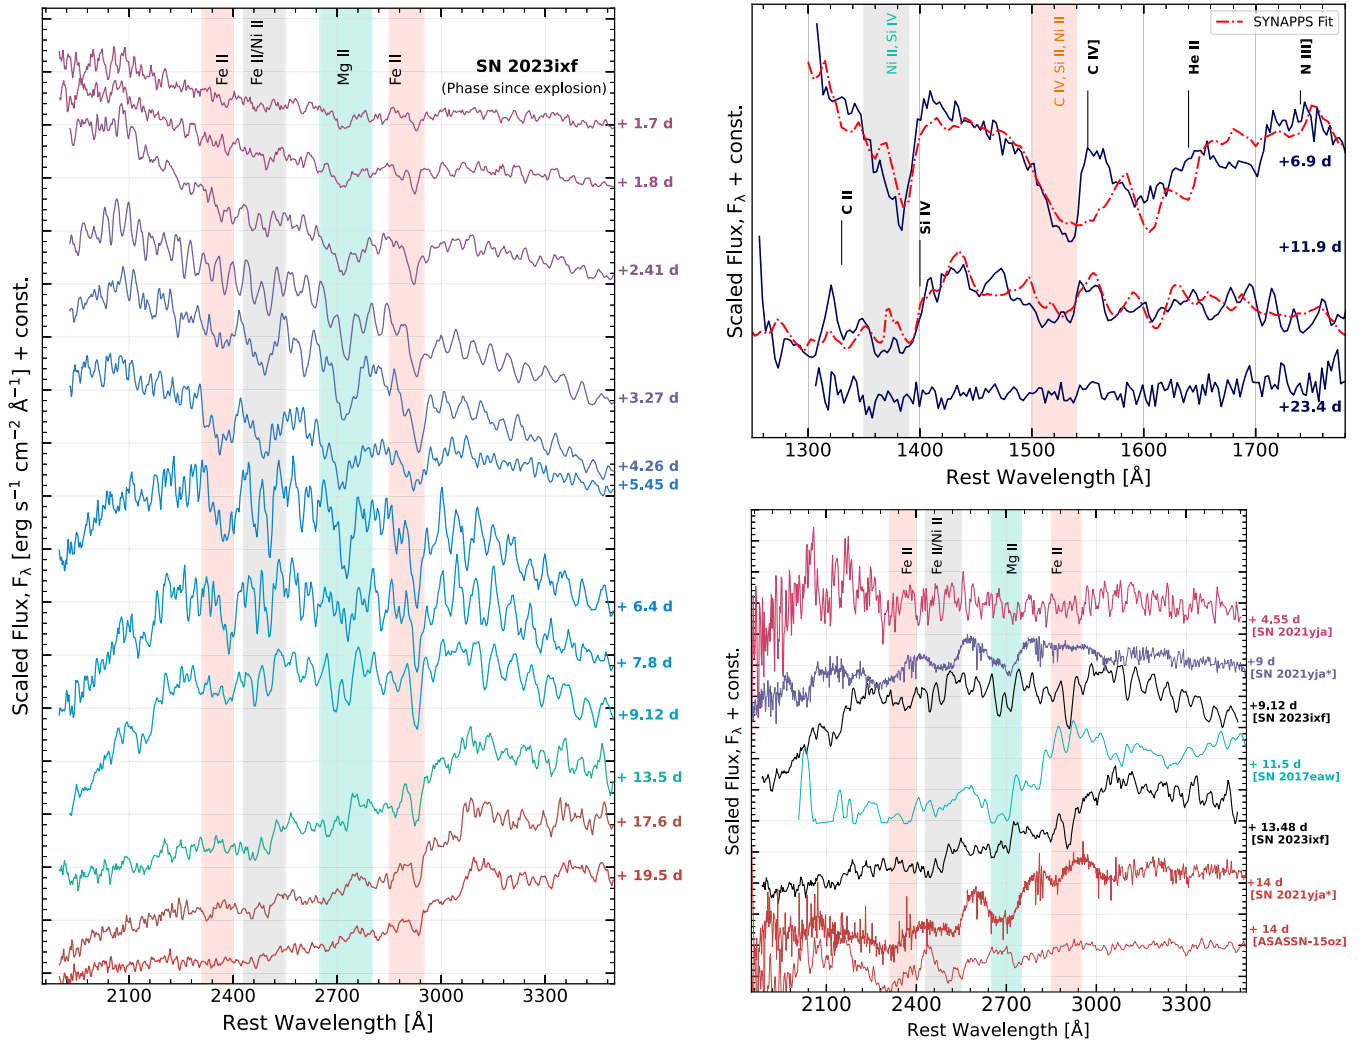 Fe II
Fe II/Ni II
Mg II
Fe II
SN 2023ixf
(Phase since explosion)
+ 1.7 d
+ 1.8 d
+2.41 d
+3.27 d
+4.26 d
+5.45 d
+ 6.4 d
+ 7.8 d
+9.12 d
+ 13.5 d
+ 17.6 d
+ 19.5 d
Scaled Flux, Fλ [erg s⁻¹ cm⁻² Å⁻¹] + const.
2100
2400
2700
3000
3300
Rest Wavelength [Å]
Ni II, Si IV
C IV, Si II, Ni II
C IV]
He II
N III]
SYNAPPS Fit
+6.9 d
C II
Si IV
+11.9 d
+23.4 d
Scaled Flux, Fλ + const.
1300
1400
1500
1600
1700
Rest Wavelength [Å]
Fe II
Fe II/Ni II
Mg II
Fe II
+ 4.55 d
[SN 2021yja]
+9 d
[SN 2021yja*]
+9.12 d
[SN 2023ixf]
+ 11.5 d
[SN 2017eaw]
+ 13.48 d
[SN 2023ixf]
+14 d
[SN 2021yja*]
+ 14 d
[ASASSN-15oz]
Scaled Flux, Fλ + const.
2100
2400
2700
3000
3300
Rest Wavelength [Å]